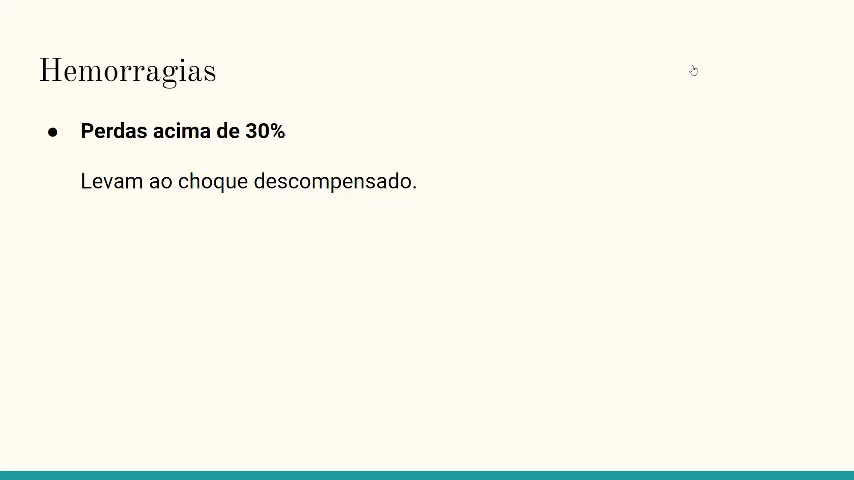 Hemorragias
● Perdas acima de 30%
Levam ao choque descompensado.